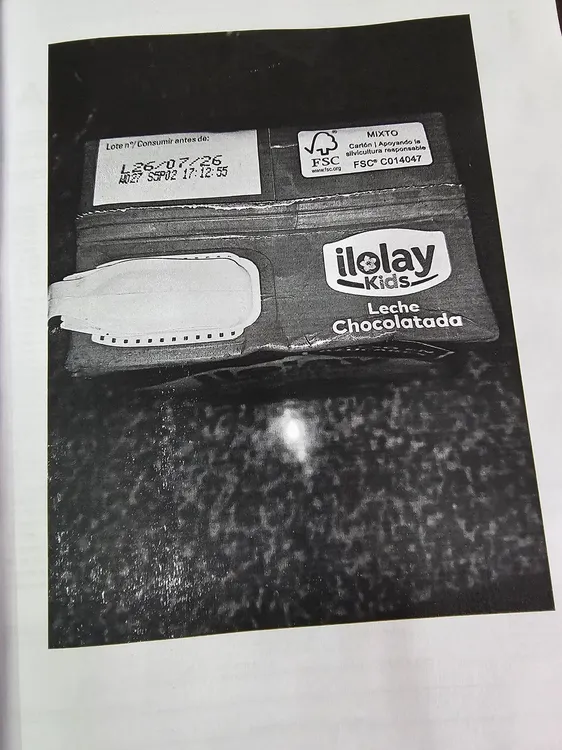 Lote n°/ Consumir antes de:
L26/07/26
W027 S5P02 17:12:55
MIXTO
Cartón | Apoyando la
silvicultura responsable
FSC
www.fsc.org
FSC® C014047
ilolay
Kids
Leche
Chocolatada